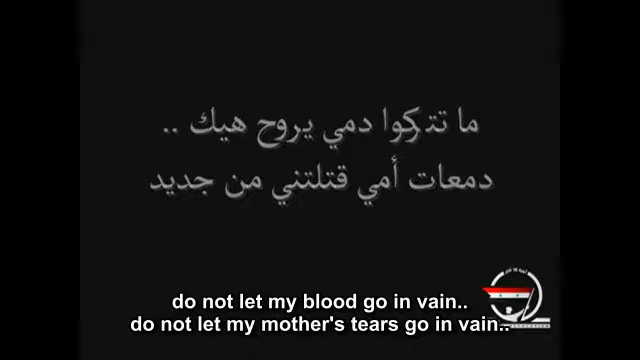 ما تتركوا دمي يروح هيك ..
دمعات أمي قتلتني من جديد
do not let my blood go in vain..
do not let my mother's tears go in vain..